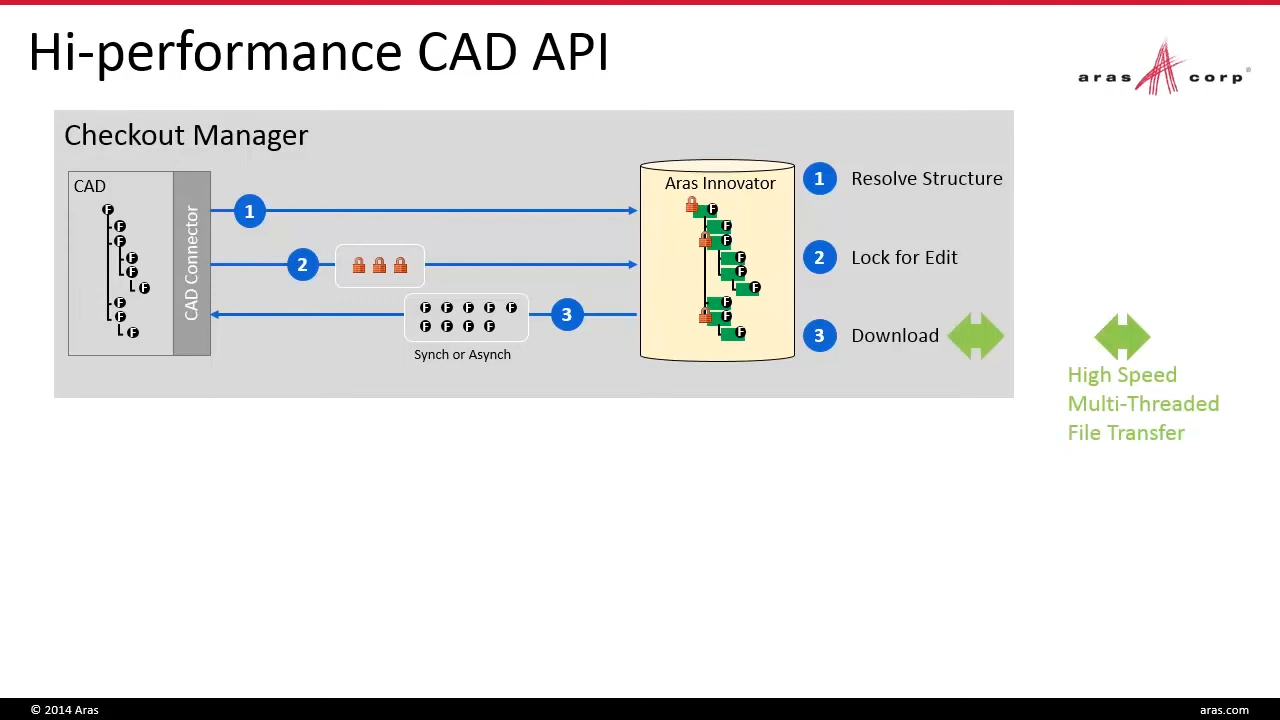 Hi-performance CAD API
aras corp®
Checkout Manager
CAD
F
F
F
F
F
F
F
F
F
CAD Connector
1
2
F F F F F
F F F F
3
Synch or Asynch
Aras Innovator
F
F
F
F
F
F
F
F
F
1 Resolve Structure
2 Lock for Edit
3 Download
High Speed
Multi-Threaded
File Transfer
© 2014 Aras
aras.com